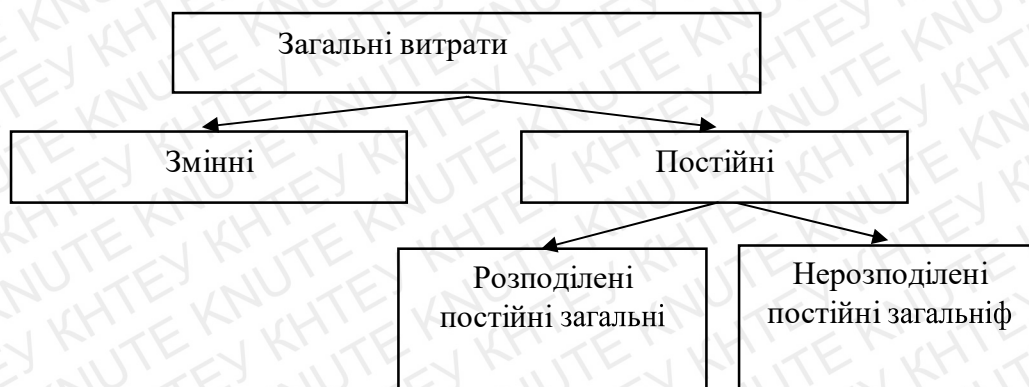 Загальні витрати
Змінні
Постійні
Розподілені
постійні загальні
Нерозподілені
постійні загальніф